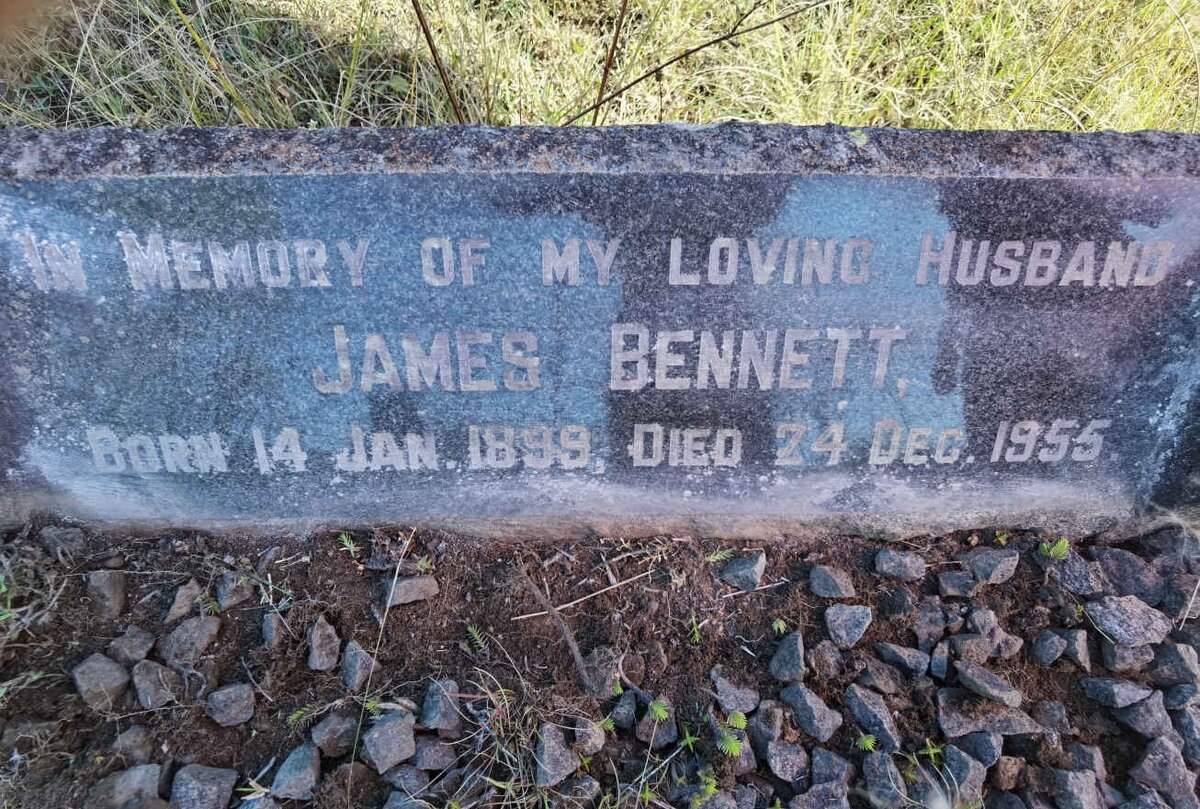 In Memory of My Loving Husband
James Bennett,
Born 14 Jan. 1899. Died 24 Dec. 1955.